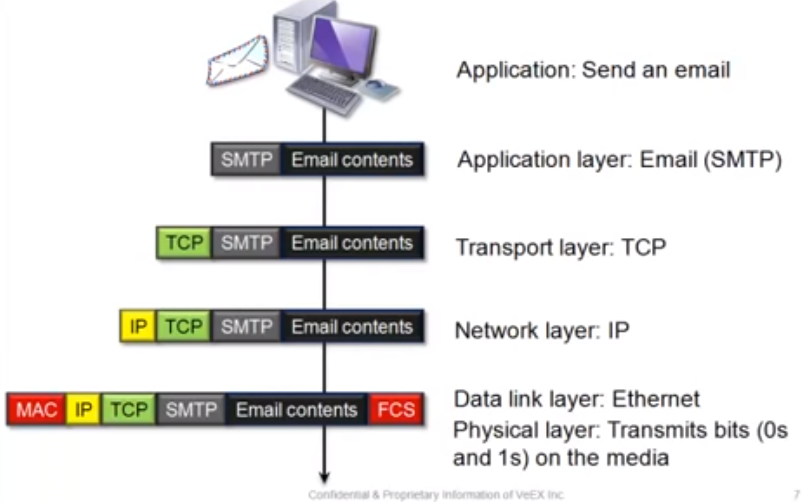 Application: Send an email
SMTP Email contents
Application layer: Email (SMTP)
TCP SMTP Email contents
Transport layer: TCP
IP TCP SMTP Email contents
Network layer: IP
MAC IP TCP SMTP Email contents FCS
Data link layer: Ethernet
Physical layer: Transmits bits (0s
and 1s) on the media
Confidential & Proprietary Information of VeEX Inc.
7